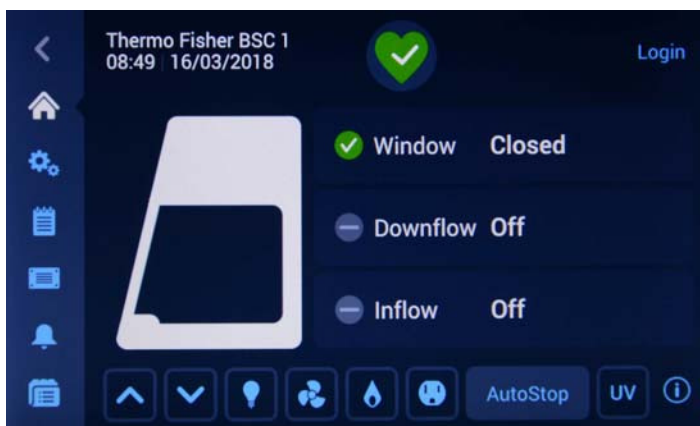 Thermo Fisher BSC 1
08:49 16/03/2018
Login
Window Closed
Downflow Off
Inflow Off
AutoStop
UV